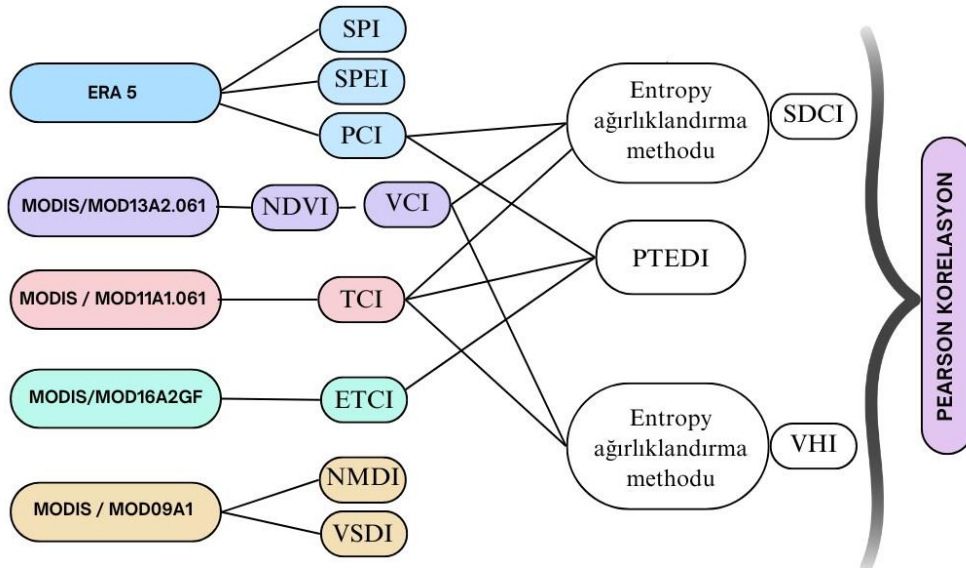 ERA 5
SPI
SPEI
PCI
MODIS/MOD13A2.061
NDVI
VCI
MODIS / MOD11A1.061
TCI
MODIS/MOD16A2GF
ETCI
MODIS / MOD09A1
NMDI
VSDI
Entropy
ağırlıklandırma
methodu
SDCI
PTEDI
Entropy
ağırlıklandırma
methodu
VHI
PEARSON KORELASYON